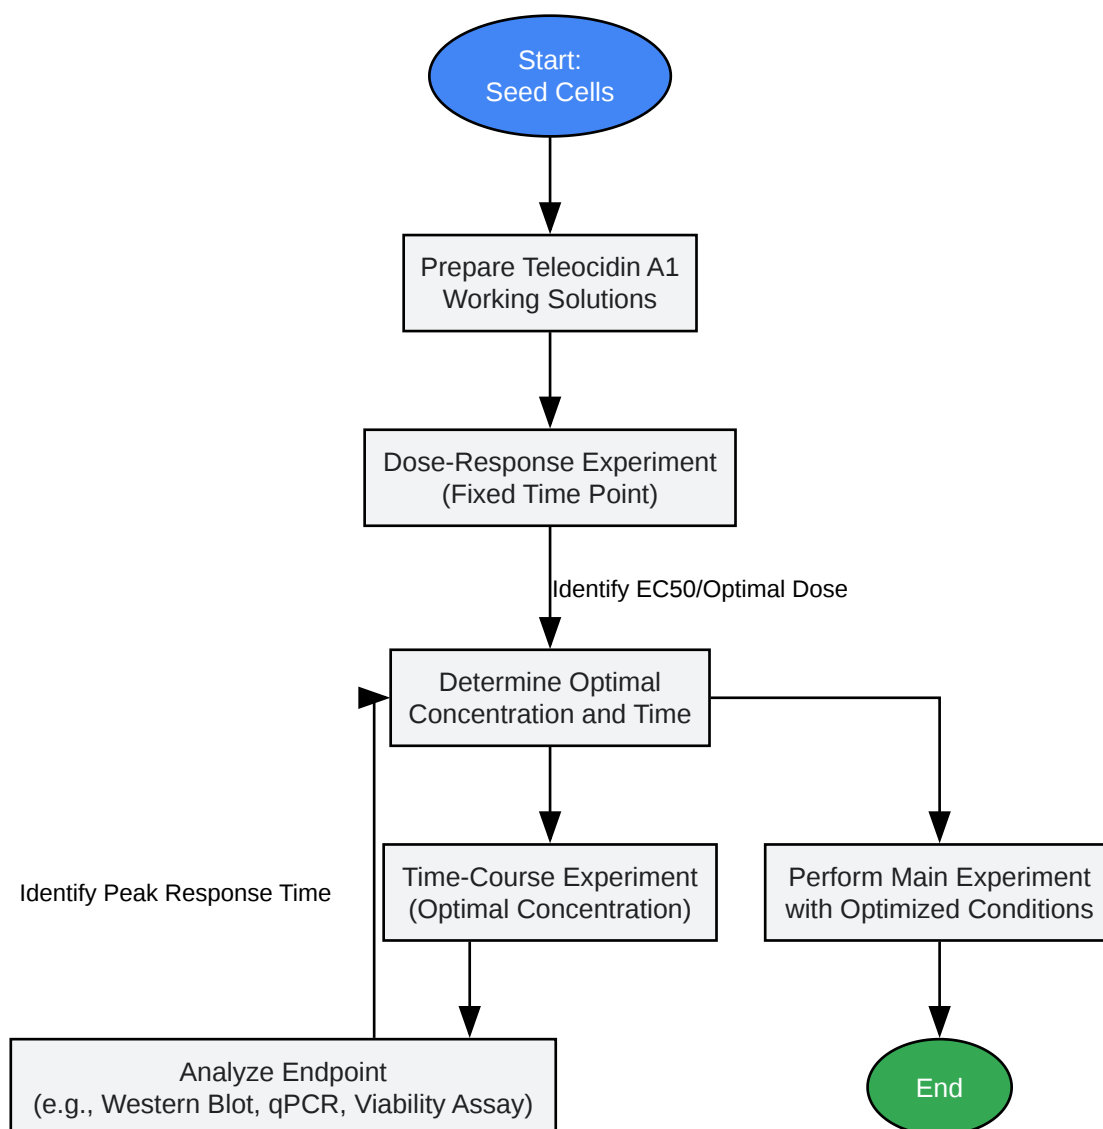 Start:
Seed Cells
Prepare Teleocidin A1
Working Solutions
Dose-Response Experiment
(Fixed Time Point)
Identify EC50/Optimal Dose
Determine Optimal
Concentration and Time
Identify Peak Response Time
Time-Course Experiment
(Optimal Concentration)
Perform Main Experiment
with Optimized Conditions
Analyze Endpoint
(e.g., Western Blot, qPCR, Viability Assay)
End